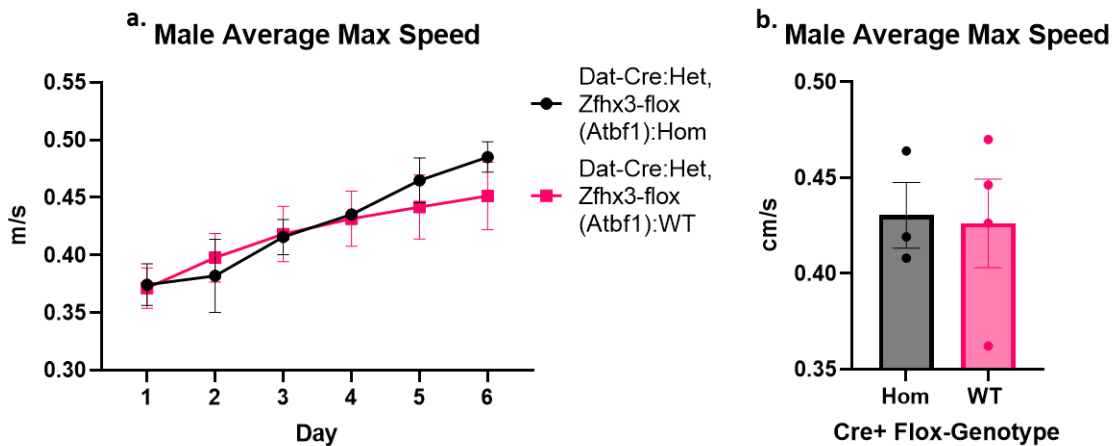 a.
Male Average Max Speed
0.55
0.50
0.45
0.40
0.35
0.30
m/s
1 2 3 4 5 6
Day
Dat-Cre:Het,
Zfhx3-flox
(Atbf1):Hom
Dat-Cre:Het,
Zfhx3-flox
(Atbf1):WT
b.
Male Average Max Speed
0.50
0.45
0.40
0.35
cm/s
Hom WT
Cre+ Flox-Genotype